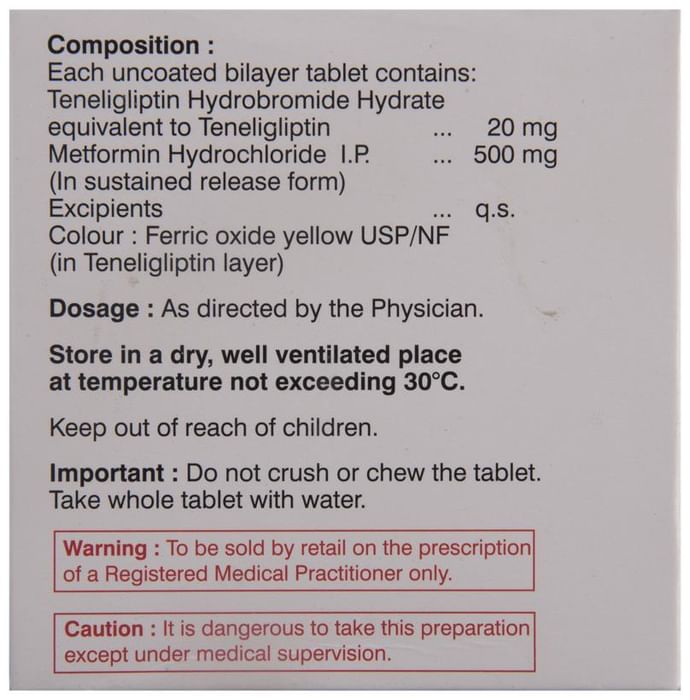 Composition :
Each uncoated bilayer tablet contains:
Teneligliptin Hydrobromide Hydrate
equivalent to Teneligliptin ... 20 mg
Metformin Hydrochloride I.P. ... 500 mg
(In sustained release form)
Excipients ... q.s.
Colour : Ferric oxide yellow USP/NF
(in Teneligliptin layer)
Dosage : As directed by the Physician.
Store in a dry, well ventilated place
at temperature not exceeding 30°C.
Keep out of reach of children.
Important : Do not crush or chew the tablet.
Take whole tablet with water.
Warning : To be sold by retail on the prescription
of a Registered Medical Practitioner only.
Caution : It is dangerous to take this preparation
except under medical supervision.